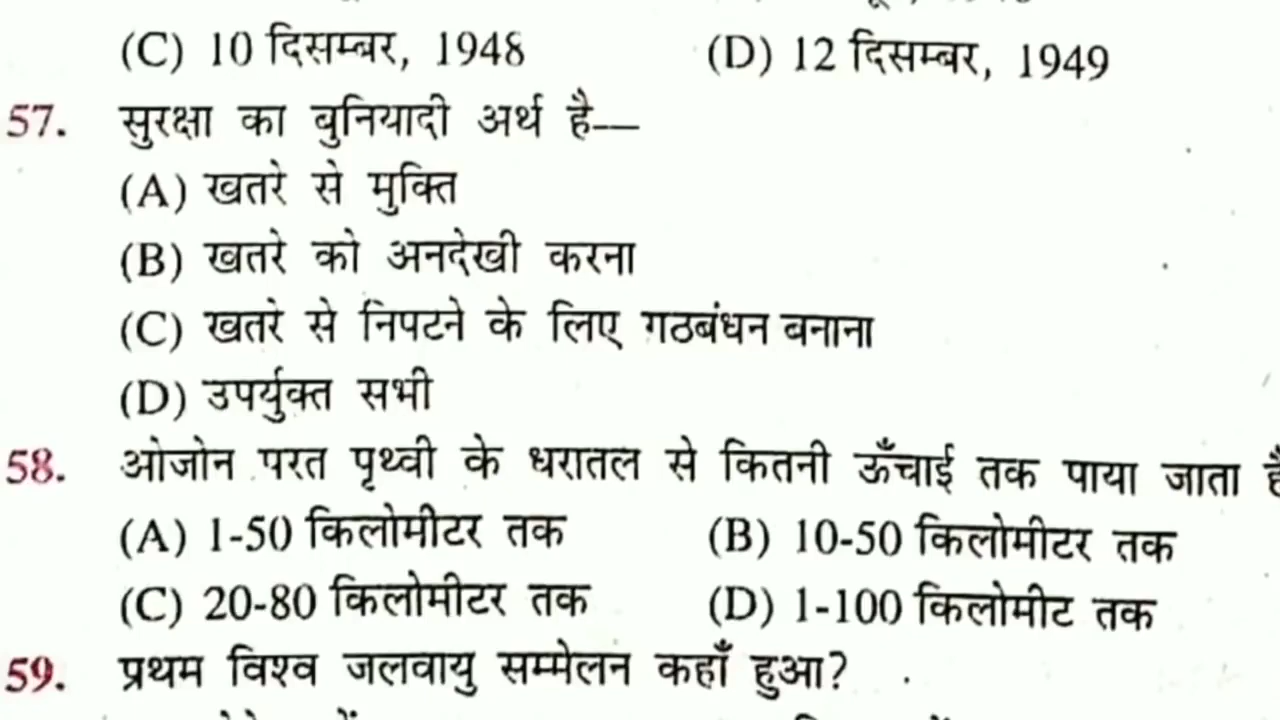 (C) 10 दिसम्बर, 1948 (D) 12 दिसम्बर, 1949
57. सुरक्षा का बुनियादी अर्थ है—
(A) खतरे से मुक्ति
(B) खतरे को अनदेखी करना
(C) खतरे से निपटने के लिए गठबंधन बनाना
(D) उपर्युक्त सभी
58. ओजोन परत पृथ्वी के धरातल से कितनी ऊँचाई तक पाया जाता है
(A) 1-50 किलोमीटर तक (B) 10-50 किलोमीटर तक
(C) 20-80 किलोमीटर तक (D) 1-100 किलोमीट तक
59. प्रथम विश्व जलवायु सम्मेलन कहाँ हुआ?